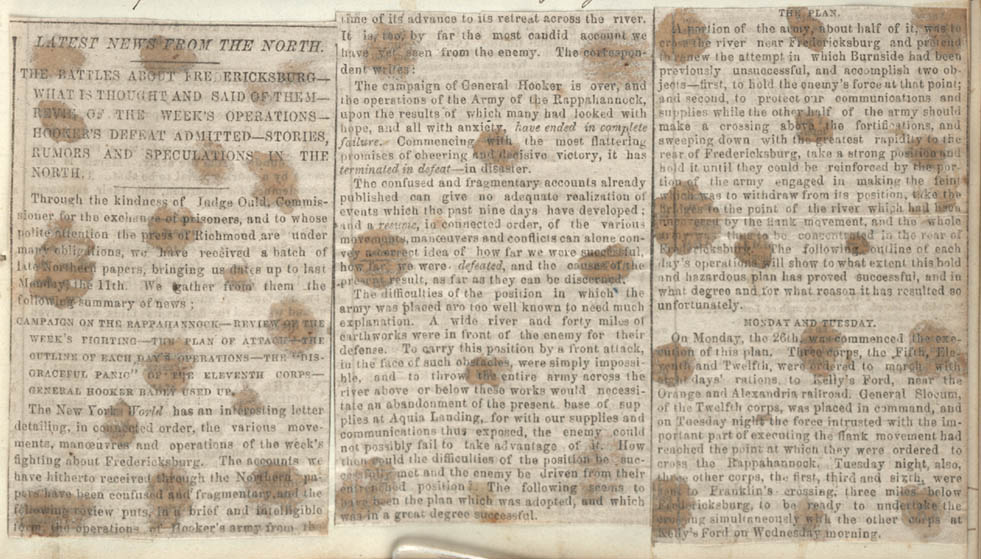 LATEST NEWS FROM THE NORTH.
THE BATTLES ABOUT FREDERICKSBURG—
WHAT IS THOUGHT AND SAID OF THEM—
REVIEW OF THE WEEK'S OPERATIONS—
HOOKER'S DEFEAT ADMITTED—STORIES,
RUMORS AND SPECULATIONS IN THE
NORTH.
Through the kindness of Judge Ould, Commis-
sioner for the exchange of prisoners, and to whose
polite attention the press of Richmond are under
many obligations, we have received a batch of
late Northern papers, bringing us dates up to last
Monday, the 11th. We gather from them the
following summary of news:
CAMPAIGN ON THE RAPPAHANNOCK—REVIEW OF THE
WEEK'S FIGHTING—THE PLAN OF ATTACK—THE
OUTLINE OF EACH DAY'S OPERATIONS—THE "DIS-
GRACEFUL PANIC" OF THE ELEVENTH CORPS—
GENERAL HOOKER BADLY USED UP.
The New York World has an interesting letter
detailing, in connected order, the various move-
ments, manœuvres and operations of the week's
fighting about Fredericksburg. The accounts we
have hitherto received through the Northern pa-
pers have been confused and fragmentary, and the
following review puts, in a brief and intelligible
form, the operations of Hooker's army from the
time of its advance to its retreat across the river.
It is, too, by far the most candid account we
have yet seen from the enemy. The correspon-
dent writes:
The campaign of General Hooker is over, and
the operations of the Army of the Rappahannock,
upon the results of which many had looked with
hope, and all with anxiety, have ended in complete
failure. Commencing with the most flattering
promises of cheering and decisive victory, it has
terminated in defeat—in disaster.
The confused and fragmentary accounts already
published can give no adequate realization of
events which the past nine days have developed;
and a resume, in connected order, of the various
movements, manœuvres and conflicts can alone con-
vey a correct idea of how far we were successful,
how far we were defeated, and the causes of the
present result, as far as they can be discerned.
The difficulties of the position in which the
army was placed are too well known to need much
explanation. A wide river and forty miles of
earthworks were in front of the enemy for their
defense. To carry this position by a front attack,
in the face of such obstacles, were simply impossi-
ble, and to throw the entire army across the
river above or below these works would necessi-
tate an abandonment of the present base of sup-
plies at Aquia Landing, for with our supplies and
communications thus exposed, the enemy could
not possibly fail to take advantage of it. How
then could the difficulties of the position be suc-
met and the enemy be driven from their
position? The following seems to
have been the plan which was adopted, and which
was in a great degree successful.
THE PLAN.
A portion of the army, about half of it, was to
cross the river near Fredericksburg and pretend
to renew the attempt in which Burnside had been
previously unsuccessful, and accomplish two ob-
jects—first, to hold the enemy's force at that point;
and second, to protect our communications and
supplies while the other half of the army should
make a crossing above the fortifications, and
sweeping down with the greatest rapidity to the
rear of Fredericksburg, take a strong position and
hold it until they could be reinforced by the por-
tion of the army engaged in making the feint
which was to withdraw from its position, take the
bridges to the point of the river which had been
uncovered by the flank movement, and the whole
army was thus to be concentrated in the rear of
Fredericksburg. The following outline of each
day's operations will show to what extent this bold
and hazardous plan has proved successful, and in
what degree and for what reason it has resulted so
unfortunately.
MONDAY AND TUESDAY.
On Monday, the 26th, was commenced the exe-
cution of this plan. Three corps, the Fifth, Ele-
venth and Twelfth, were ordered to march with
days' rations, to Kelly's Ford, near the
Orange and Alexandria railroad. General Slocum,
of the Twelfth corps, was placed in command, and
on Tuesday night the force intrusted with the im-
portant part of executing the flank movement had
reached the point at which they were ordered to
cross the Rappahannock. Tuesday night, also,
the other corps, the first, third and sixth, were
sent to Franklin's crossing, three miles below
Fredericksburg, to be ready to undertake the
crossing simultaneously with the other corps at
Kelly's Ford on Wednesday morning.